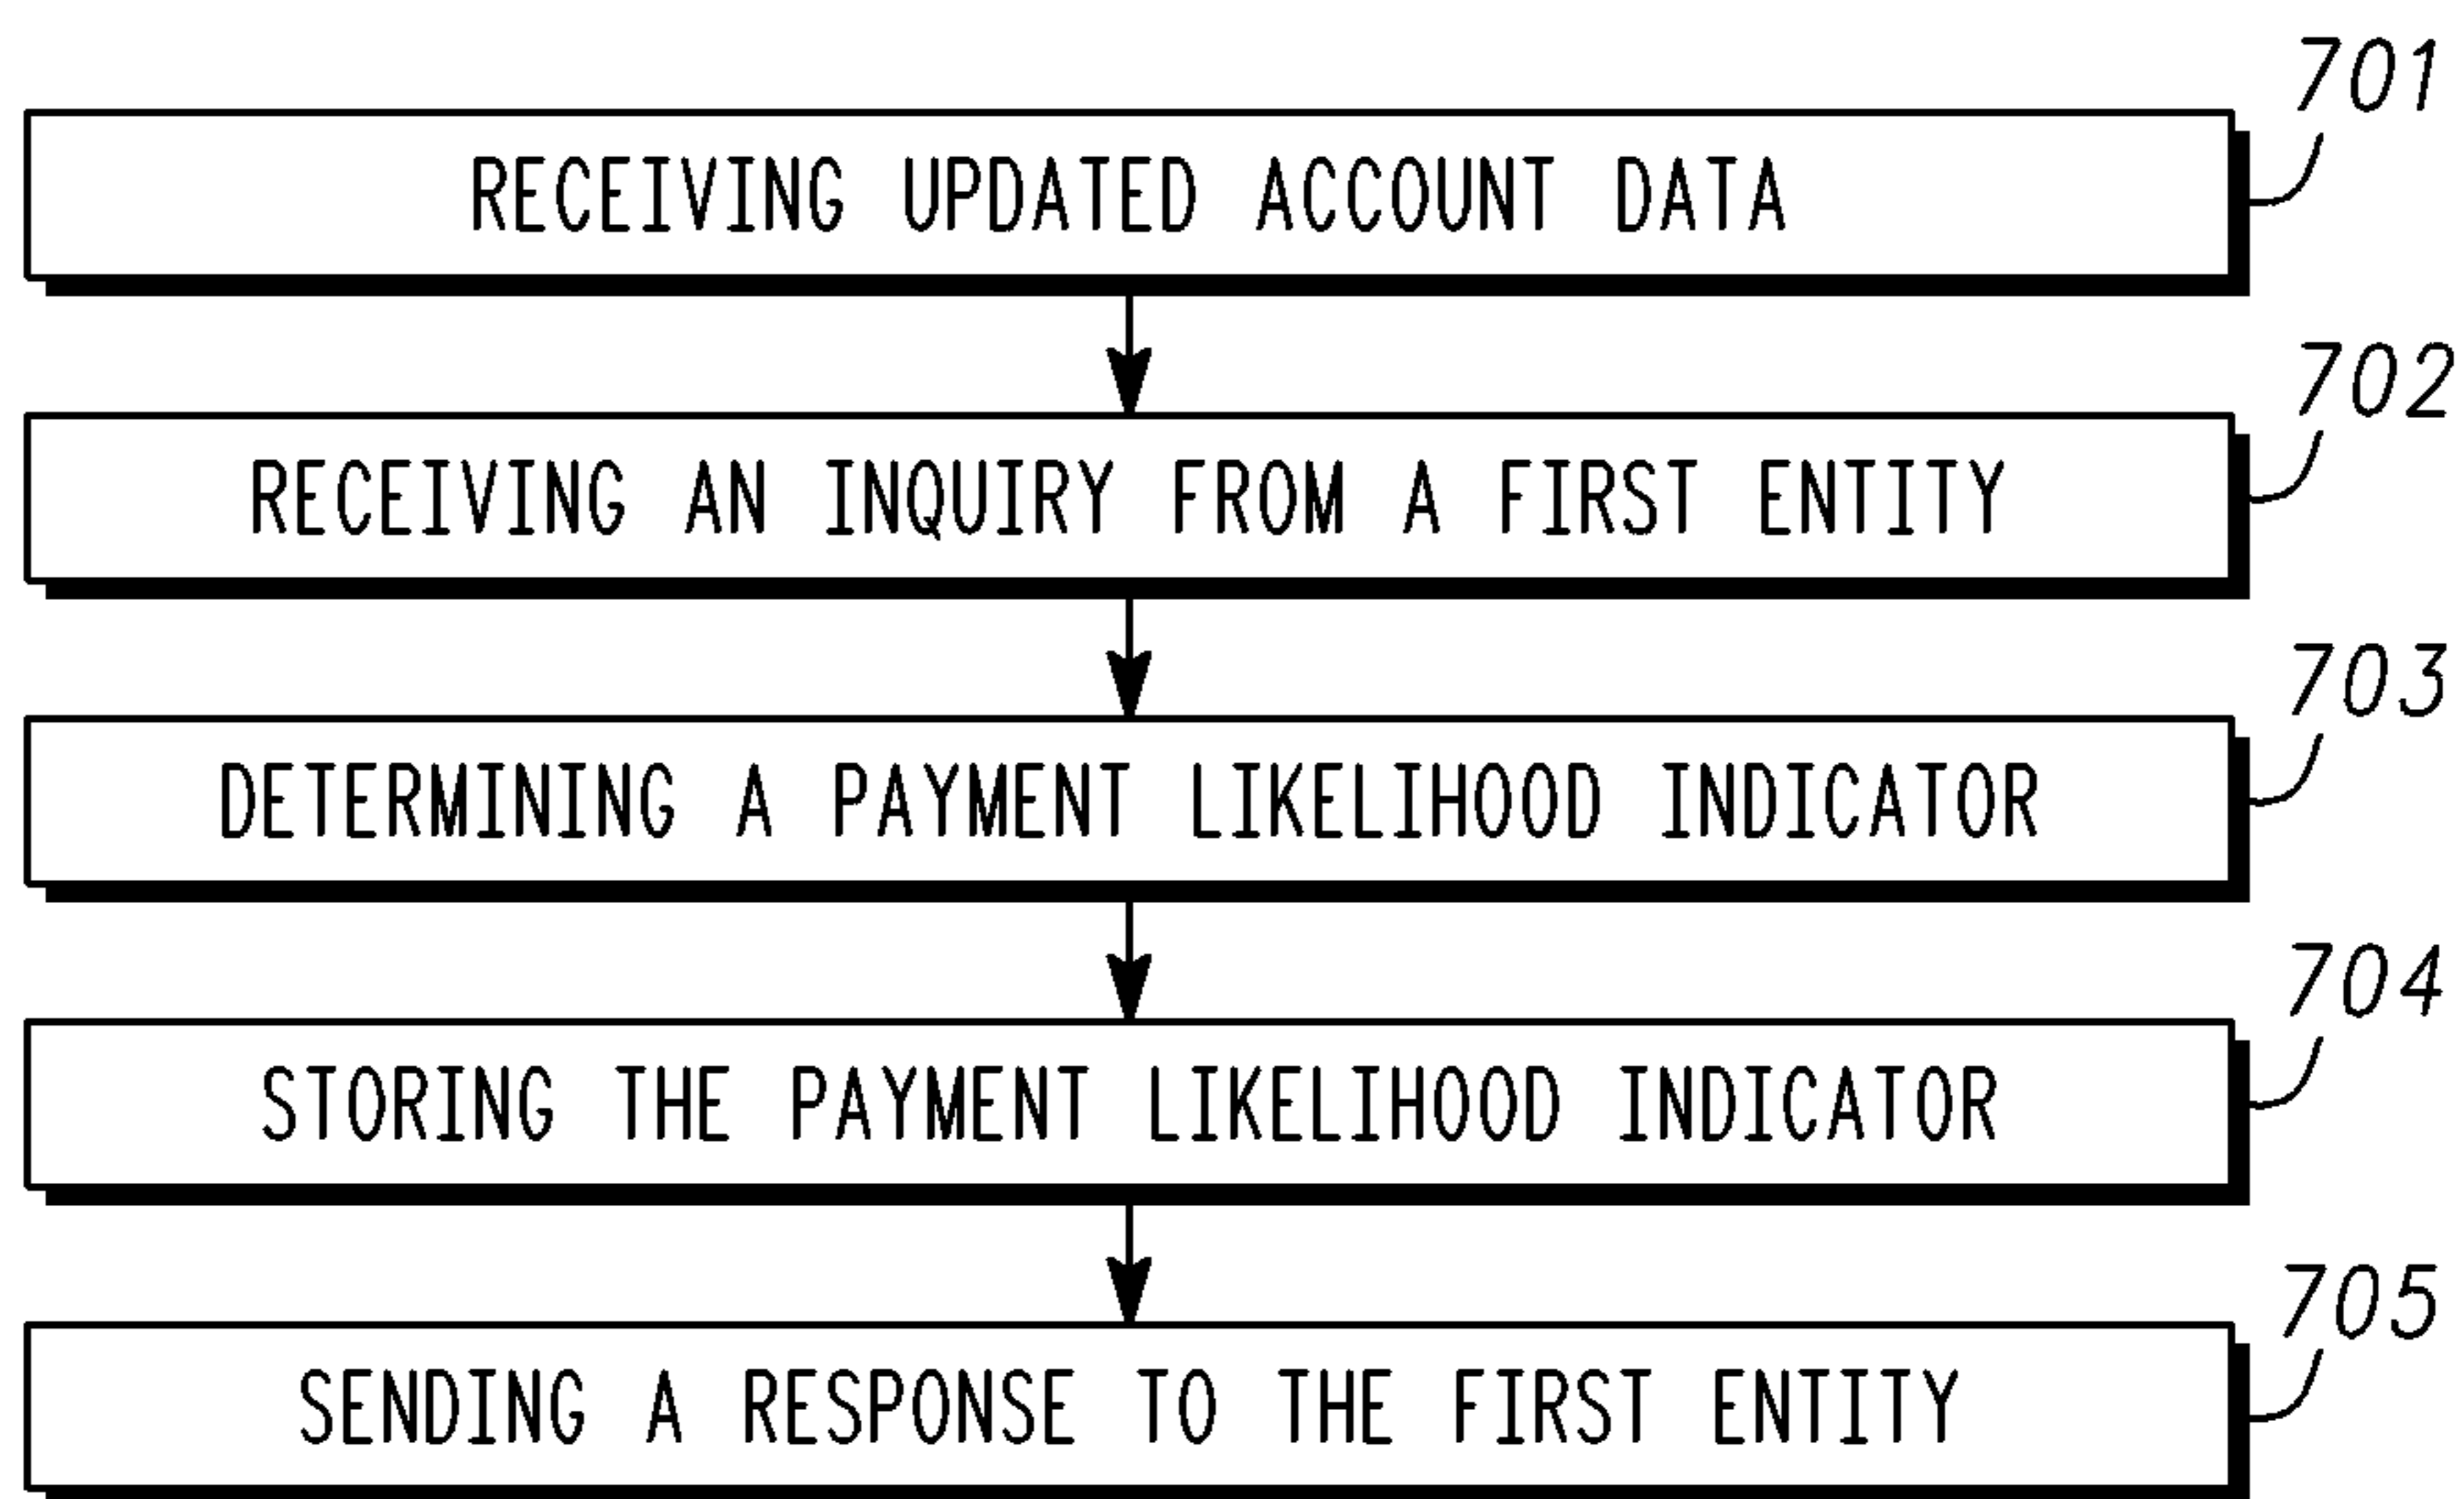 701
RECEIVING UPDATED ACCOUNT DATA
702
RECEIVING AN INQUIRY FROM A FIRST ENTITY
703
DETERMINING A PAYMENT LIKELIHOOD INDICATOR
704
STORING THE PAYMENT LIKELIHOOD INDICATOR
705
SENDING A RESPONSE TO THE FIRST ENTITY